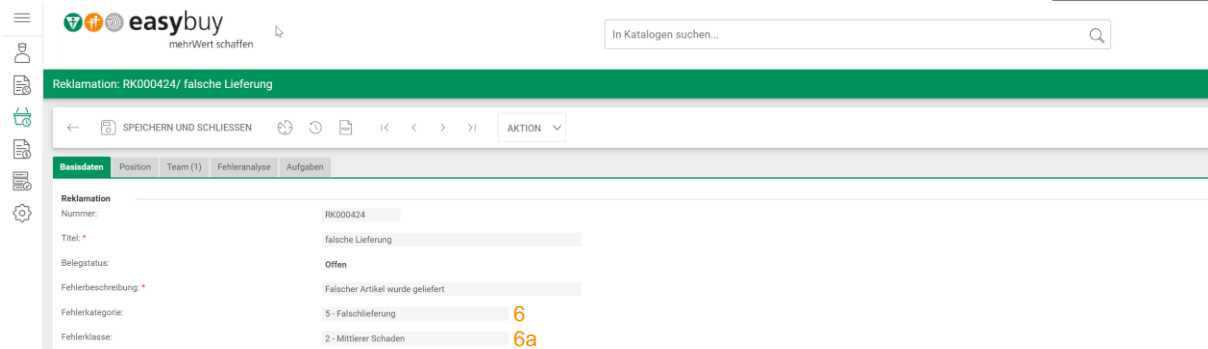 easybuy
mehrWert schaffen
In Katalogen suchen...
Reklamation: RK000424/ falsche Lieferung
SPEICHERN UND SCHLIESSEN PDF AKTION
Basisdaten Position Team (1) Fehleranalyse Aufgaben
Reklamation
Nummer: RK000424
Titel: * falsche Lieferung
Belegstatus: Offen
Fehlerbeschreibung: * Falscher Artikel wurde geliefert
Fehlerkategorie: 5 - Falschlieferung 6
Fehlerklasse: 2 - Mittlerer Schaden 6a